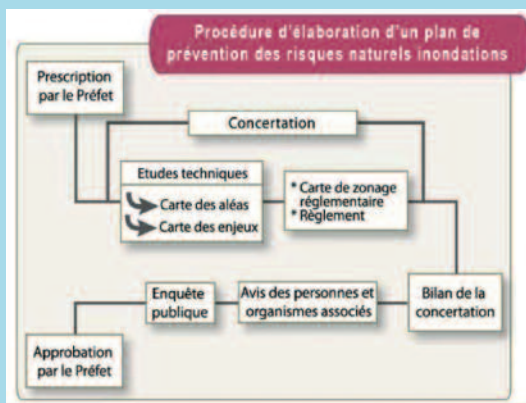 Procédure d'élaboration d'un plan de
prévention des risques naturels inondations
Prescription
par le Préfet
Concertation
Etudes techniques
Carte des aléas
Carte des enjeux
* Carte de zonage
réglementaire
* Règlement
Bilan de la
concertation
Avis des personnes et
organismes associés
Enquête
publique
Approbation
par le Préfet